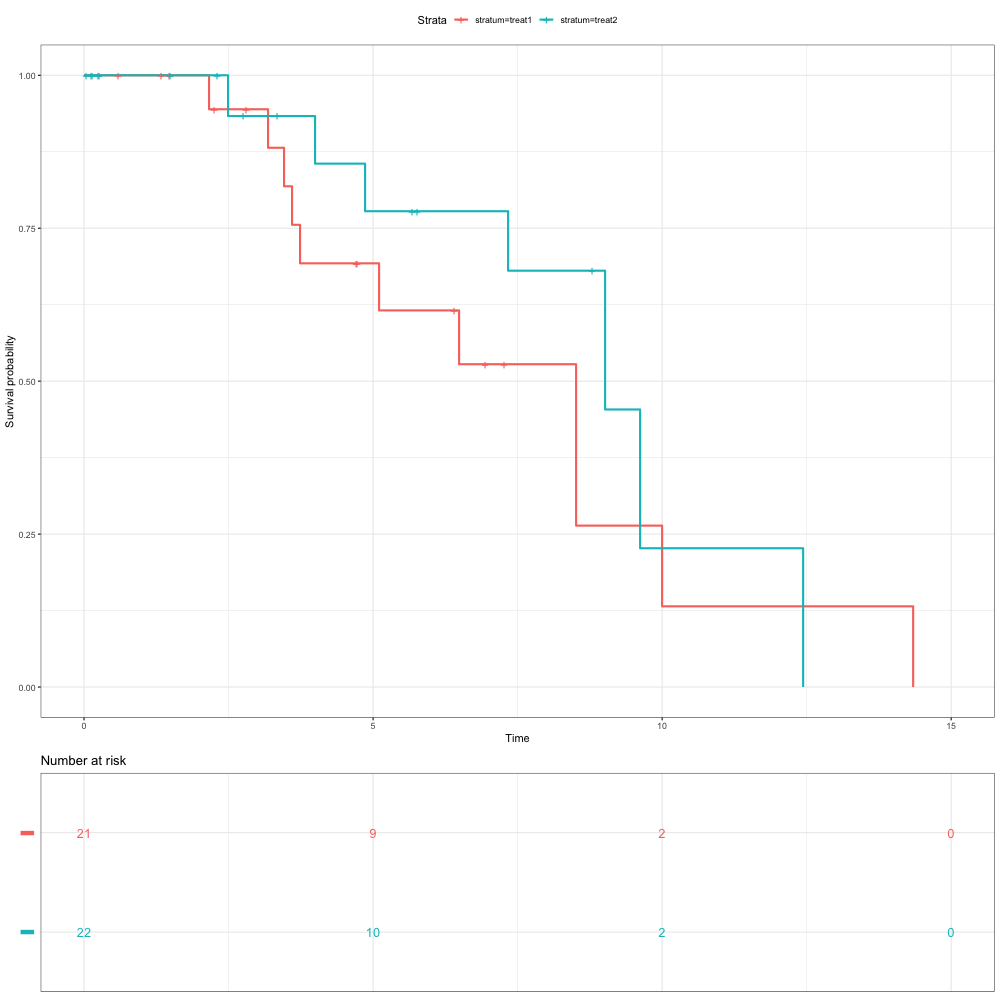 Strata stratum=treat1 stratum=treat2
1.00
0.75
0.50
0.25
0.00
Survival probability
0 5 10 15
Time
Number at risk
21 9 2 0
22 10 2 0